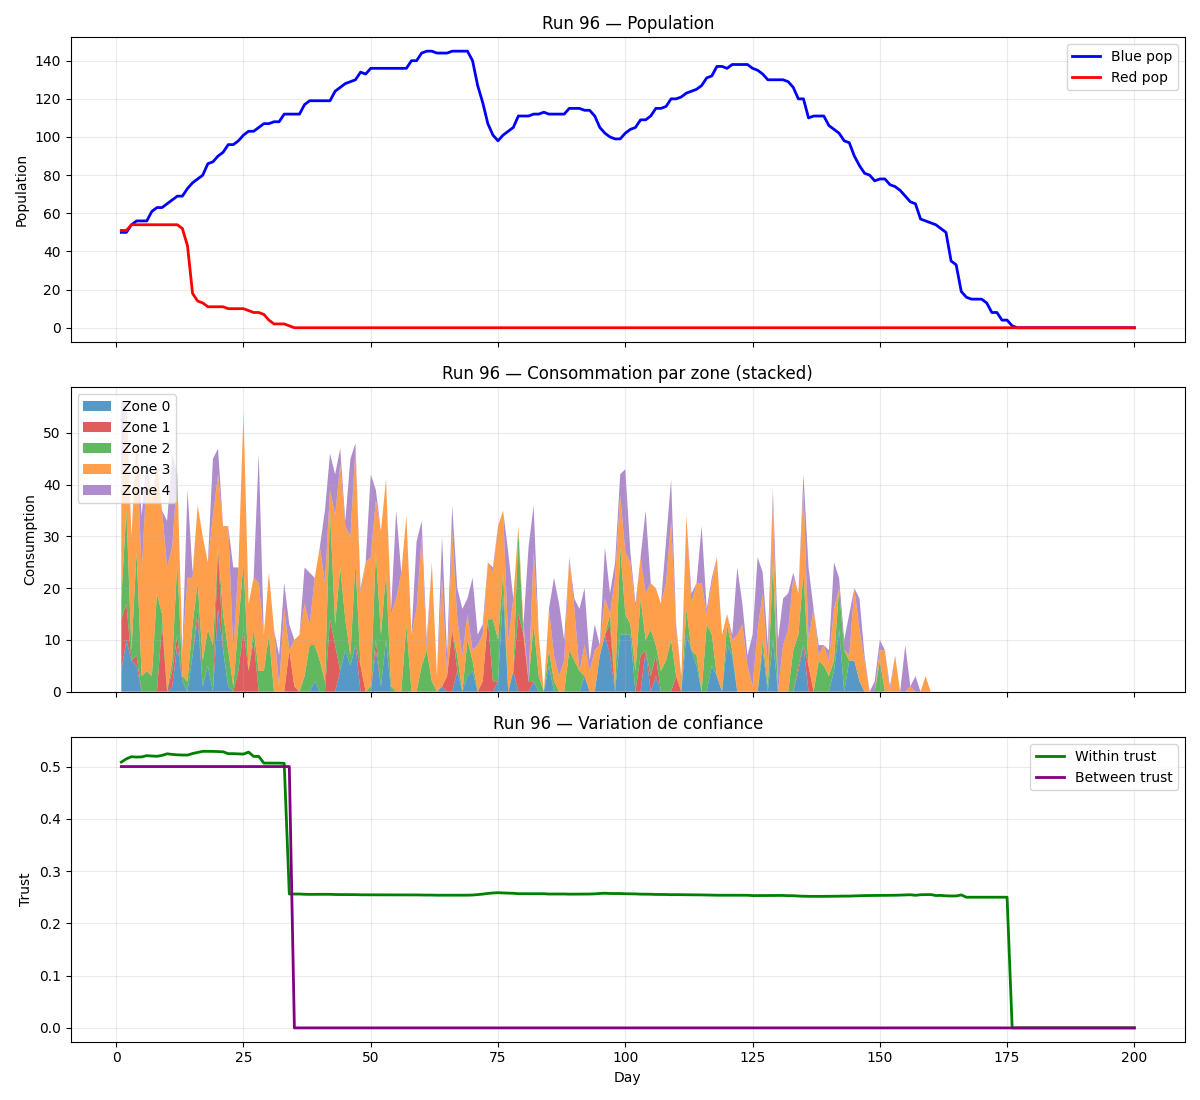 Run 96 — Population
Population
140
120
100
80
60
40
20
0
Blue pop
Red pop
Run 96 — Consommation par zone (stacked)
Consumption
50
40
30
20
10
0
Zone 0
Zone 1
Zone 2
Zone 3
Zone 4
Run 96 — Variation de confiance
Trust
0.5
0.4
0.3
0.2
0.1
0.0
Within trust
Between trust
0 25 50 75 100 125 150 175 200
Day